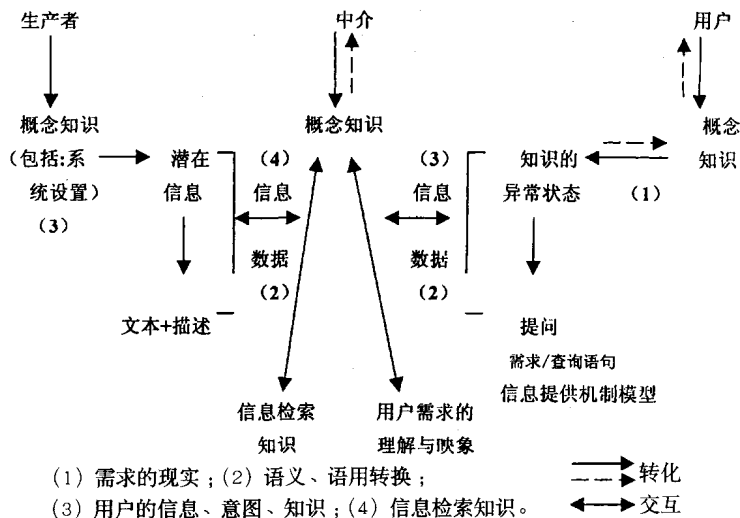 生产者 中介 用户
概念知识 概念知识 概念
(包括:系 潜在 (4) (3) 知识的 知识
统设置) 信息 信息 信息 异常状态 (1)
(3)
数据 数据
(2) (2)
文本+描述 提问
需求/查询语句
信息提供机制模型
信息检索 用户需求的
知识 理解与映象
(1) 需求的现实;(2) 语义、语用转换; 转化
(3) 用户的信息、意图、知识;(4) 信息检索知识。 交互